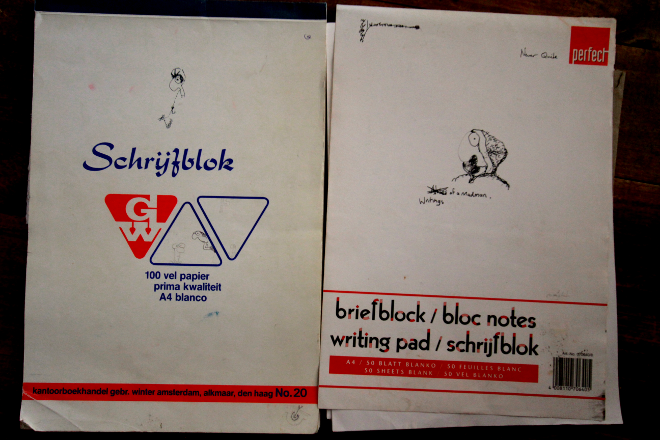 Schrijfblok
GW
100 vel papier
prima kwaliteit
A4 blanco
kantoorboekhandel gebr. winter amsterdam, alkmaar, den haag No. 20
Never Quite
perfect
of a madman.
Writings
briefblock / bloc notes
writing pad / schrijfblok
A4 / 50 BLATT BLANKO · 50 FEUILLES BLANC
50 SHEETS BLANK · 50 VEL BLANKO